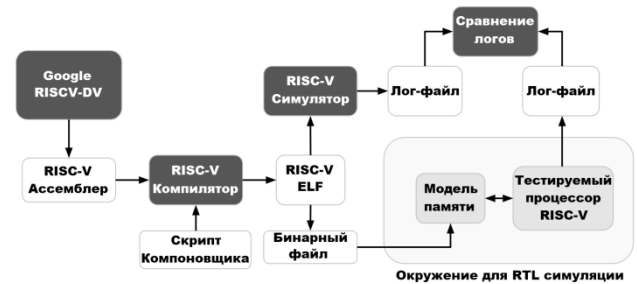 Сравнение
логов
Google
RISCV-DV
RISC-V
Симулятор
Лог-файл
Лог-файл
RISC-V
Ассемблер
RISC-V
Компилятор
RISC-V
ELF
Модель
памяти
Тестируемый
процессор
RISC-V
Скрипт
Компоновщика
Бинарный
файл
Окружение для RTL симуляции